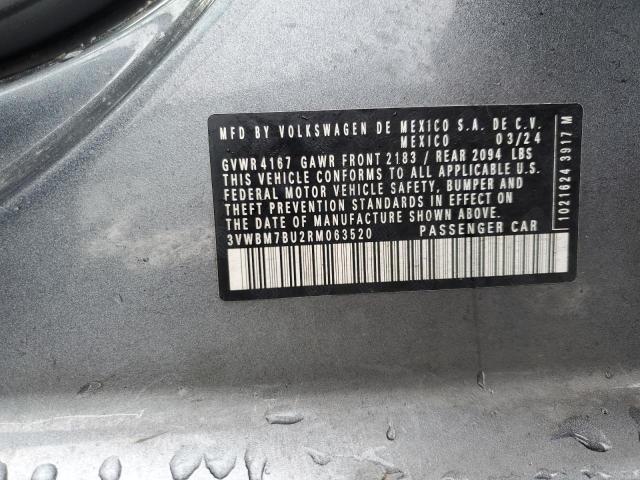 MFD BY VOLKSWAGEN DE MEXICO S.A. DE C.V.
MEXICO 03/24
GVWR 4167 GAWR FRONT 2183 / REAR 2094 LBS
THIS VEHICLE CONFORMS TO ALL APPLICABLE U.S.
FEDERAL MOTOR VEHICLE SAFETY, BUMPER AND
THEFT PREVENTION STANDARDS IN EFFECT ON
THE DATE OF MANUFACTURE SHOWN ABOVE.
3VWBM7BU2RM063520 PASSENGER CAR
1021624 3917 M